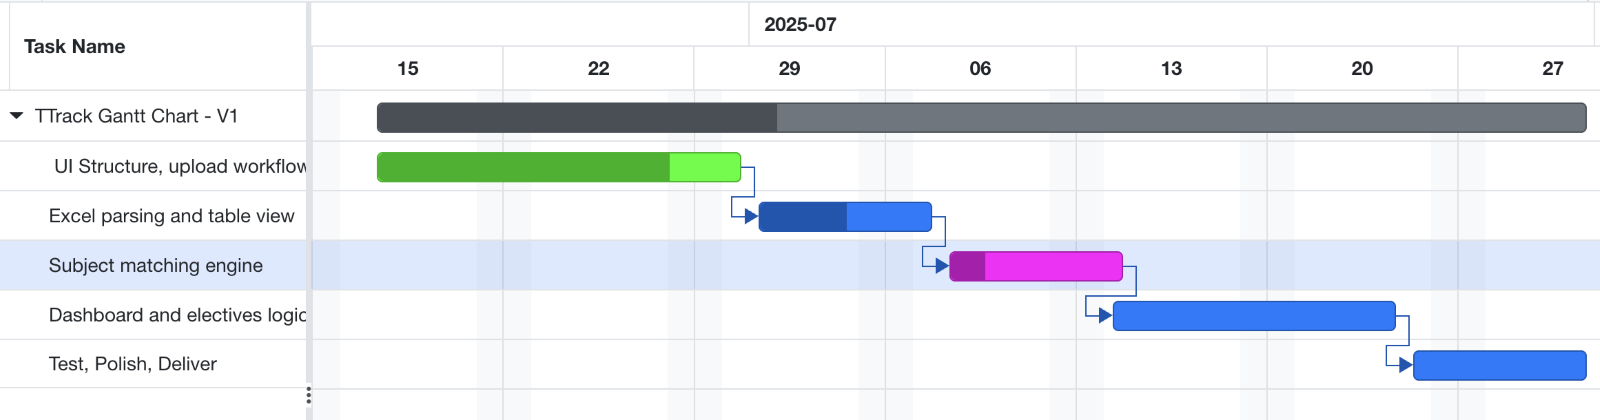 2025-07
Task Name
15 22 29 06 13 20 27
TTrack Gantt Chart - V1
UI Structure, upload workflow
Excel parsing and table view
Subject matching engine
Dashboard and electives logic
Test, Polish, Deliver